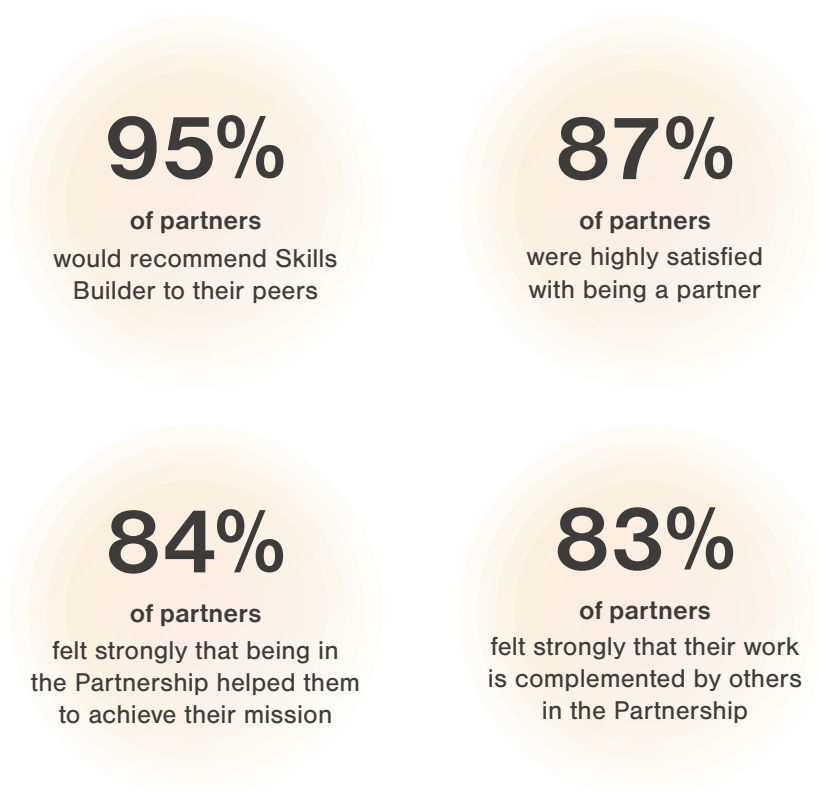 95%
of partners
would recommend Skills
Builder to their peers
87%
of partners
were highly satisfied
with being a partner
84%
of partners
felt strongly that being in
the Partnership helped them
to achieve their mission
83%
of partners
felt strongly that their work
is complemented by others
in the Partnership